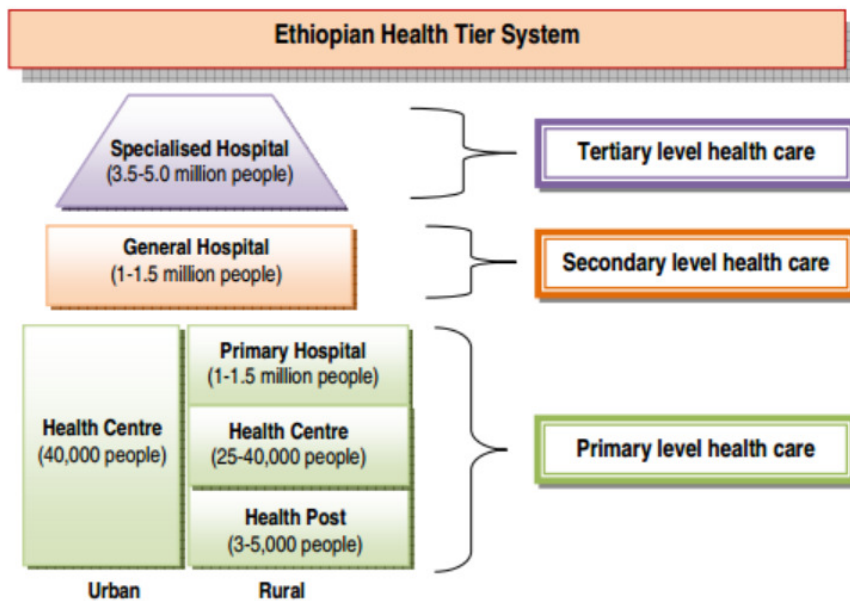 Ethiopian Health Tier System
Specialised Hospital
(3.5-5.0 million people)
Tertiary level health care
General Hospital
(1-1.5 million people)
Secondary level health care
Health Centre
(40,000 people)
Primary Hospital
(1-1.5 million people)
Health Centre
(25-40,000 people)
Health Post
(3-5,000 people)
Primary level health care
Urban
Rural